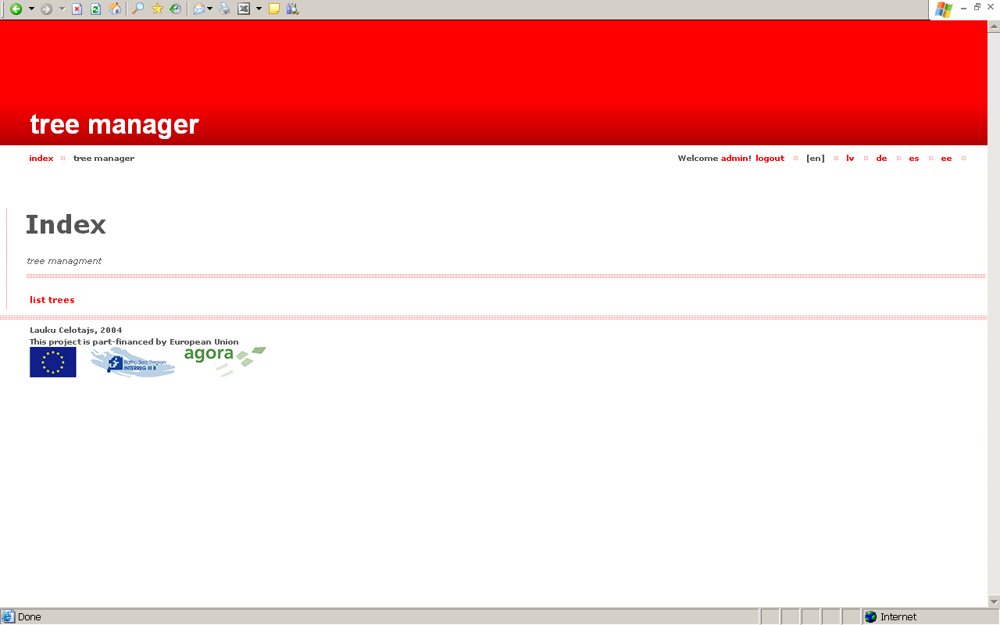 tree manager
index tree manager Welcome admin! logout [en] lv de es ee
Index
tree managment
list trees
Lauku Celotajs, 2004
This project is part-financed by European Union
Baltic Sea Region
INTERREG III B
agora
Done Internet